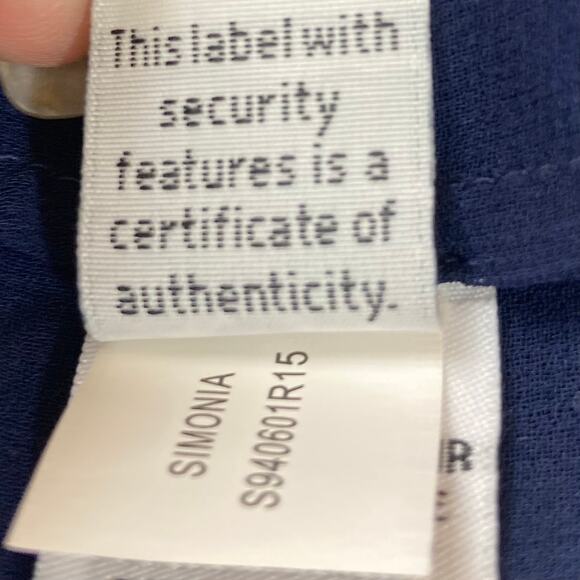 This label with
security
features is a
certificate of
authenticity.
SIMONIA
S940601R15